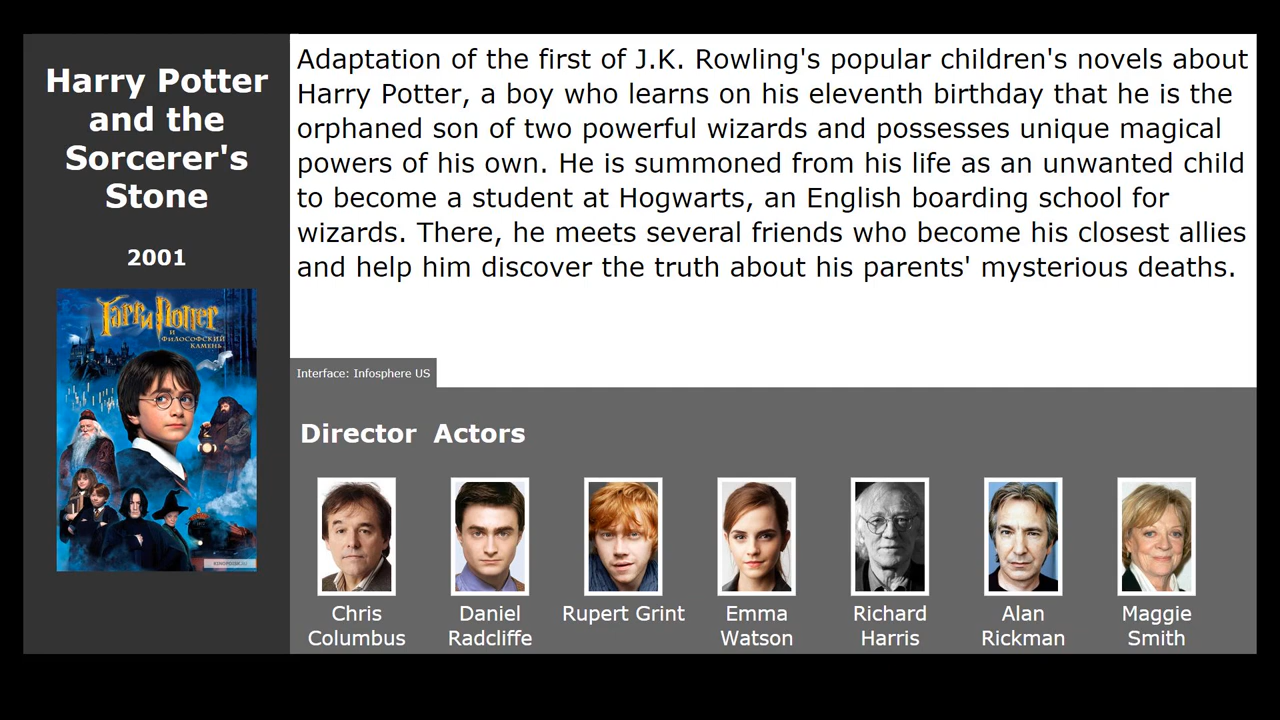 Harry Potter
and the
Sorcerer's
Stone
2001
Гарри Поттер
и
Философский
камень
Adaptation of the first of J.K. Rowling's popular children's novels about
Harry Potter, a boy who learns on his eleventh birthday that he is the
orphaned son of two powerful wizards and possesses unique magical
powers of his own. He is summoned from his life as an unwanted child
to become a student at Hogwarts, an English boarding school for
wizards. There, he meets several friends who become his closest allies
and help him discover the truth about his parents' mysterious deaths.
Interface: Infosphere US
Director Actors
Chris
Columbus
Daniel
Radcliffe
Rupert Grint
Emma
Watson
Richard
Harris
Alan
Rickman
Maggie
Smith